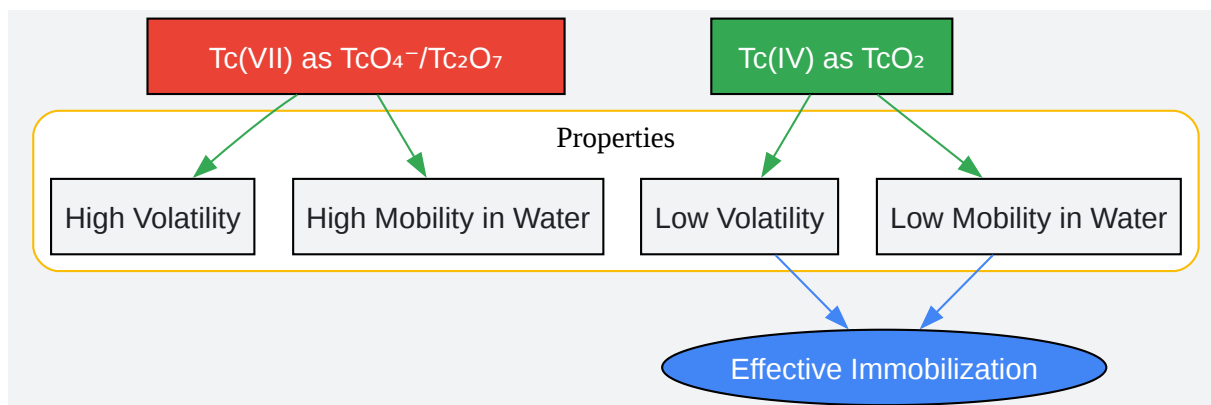 Tc(VII) as TcO₄⁻/Tc₂O₇
Tc(IV) as TcO₂
Properties
High Volatility
High Mobility in Water
Low Volatility
Low Mobility in Water
Effective Immobilization